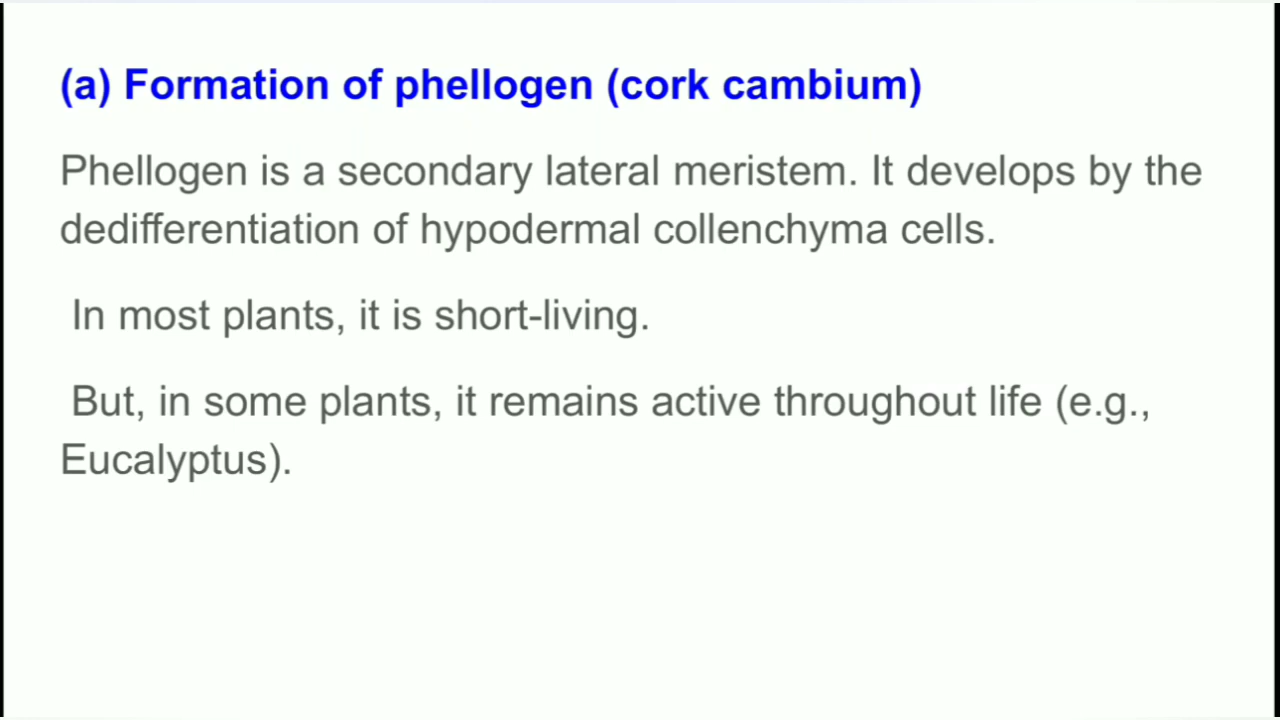 (a) Formation of phellogen (cork cambium)
Phellogen is a secondary lateral meristem. It develops by the
dedifferentiation of hypodermal collenchyma cells.
In most plants, it is short-living.
But, in some plants, it remains active throughout life (e.g.,
Eucalyptus).